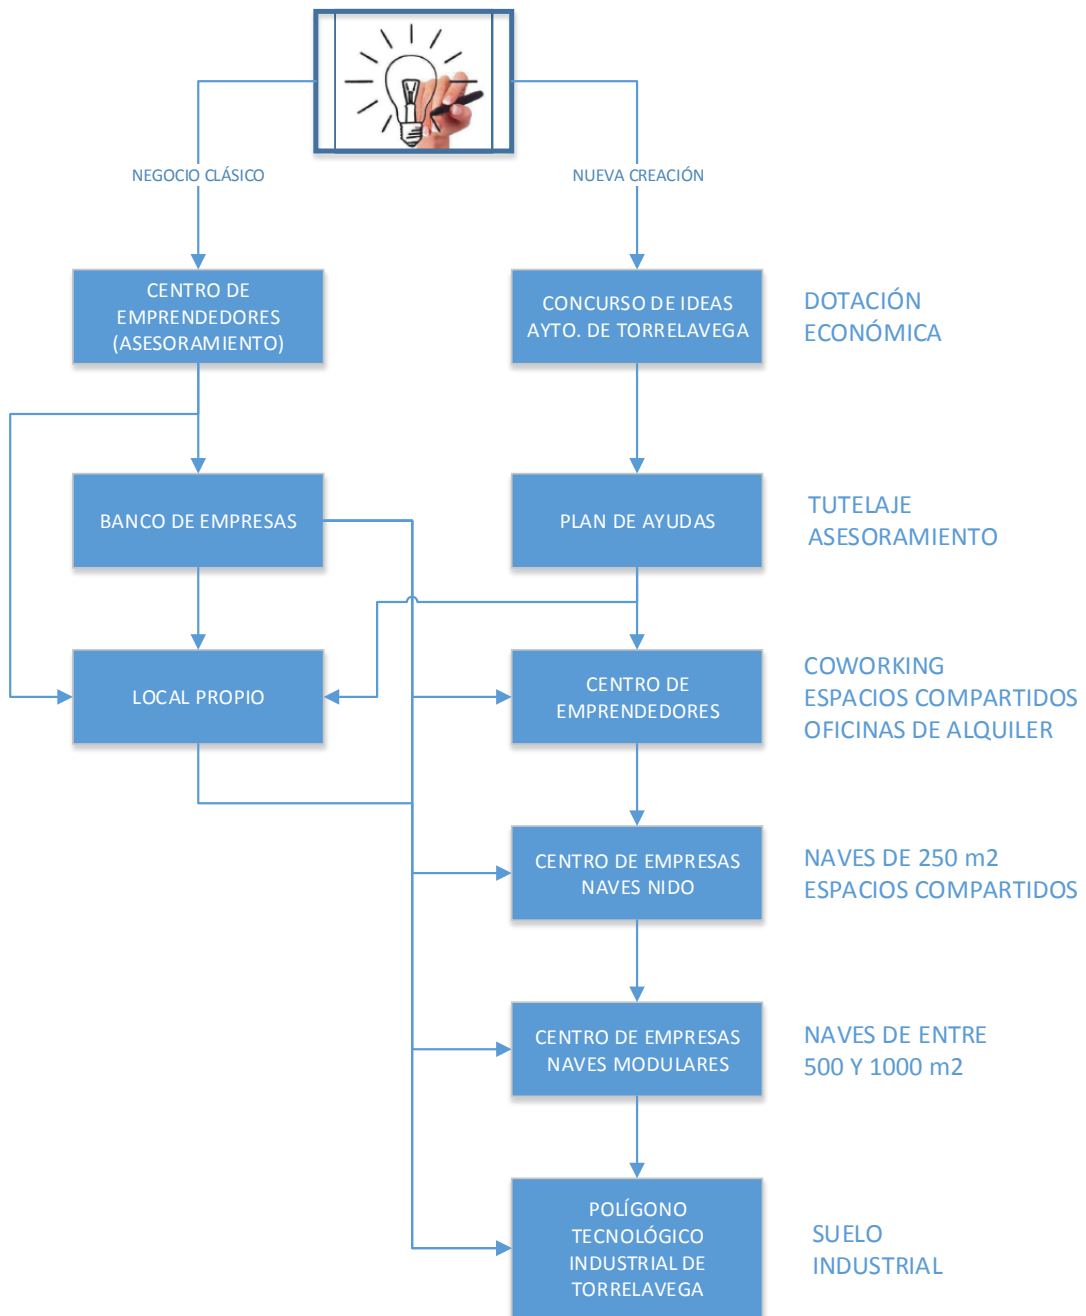 NEGOCIO CLÁSICO
NUEVA CREACIÓN
CENTRO DE
EMPRENDEDORES
(ASESORAMIENTO)
CONCURSO DE IDEAS
AYTO. DE TORRELAVEGA
DOTACIÓN
ECONÓMICA
BANCO DE EMPRESAS
PLAN DE AYUDAS
TUTELAJE
ASESORAMIENTO
LOCAL PROPIO
CENTRO DE
EMPRENDEDORES
COWORKING
ESPACIOS COMPARTIDOS
OFICINAS DE ALQUILER
CENTRO DE EMPRESAS
NAVES NIDO
NAVES DE 250 m2
ESPACIOS COMPARTIDOS
CENTRO DE EMPRESAS
NAVES MODULARES
NAVES DE ENTRE
500 Y 1000 m2
POLÍGONO
TECNOLÓGICO
INDUSTRIAL DE
TORRELAVEGA
SUELO
INDUSTRIAL